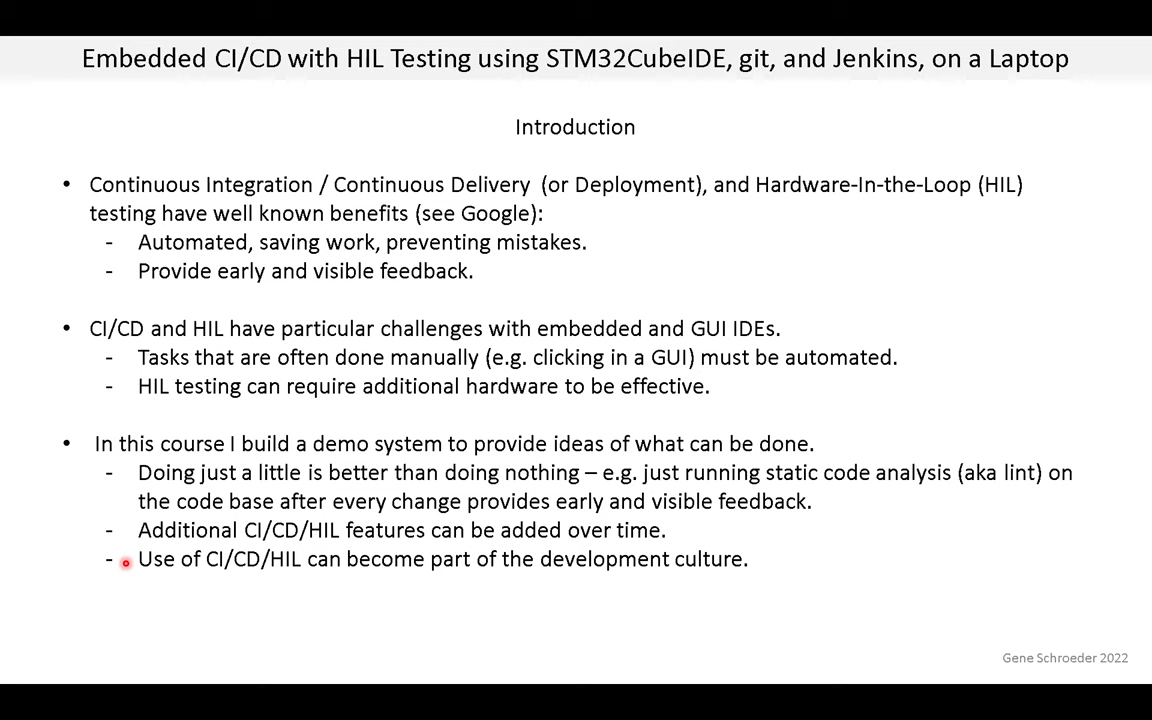 Embedded CI/CD with HIL Testing using STM32CubeIDE, git, and Jenkins, on a Laptop
Introduction
• Continuous Integration / Continuous Delivery (or Deployment), and Hardware-In-the-Loop (HIL)
testing have well known benefits (see Google):
- Automated, saving work, preventing mistakes.
- Provide early and visible feedback.
• CI/CD and HIL have particular challenges with embedded and GUI IDEs.
- Tasks that are often done manually (e.g. clicking in a GUI) must be automated.
- HIL testing can require additional hardware to be effective.
• In this course I build a demo system to provide ideas of what can be done.
- Doing just a little is better than doing nothing – e.g. just running static code analysis (aka lint) on
the code base after every change provides early and visible feedback.
- Additional CI/CD/HIL features can be added over time.
- Use of CI/CD/HIL can become part of the development culture.
Gene Schroeder 2022